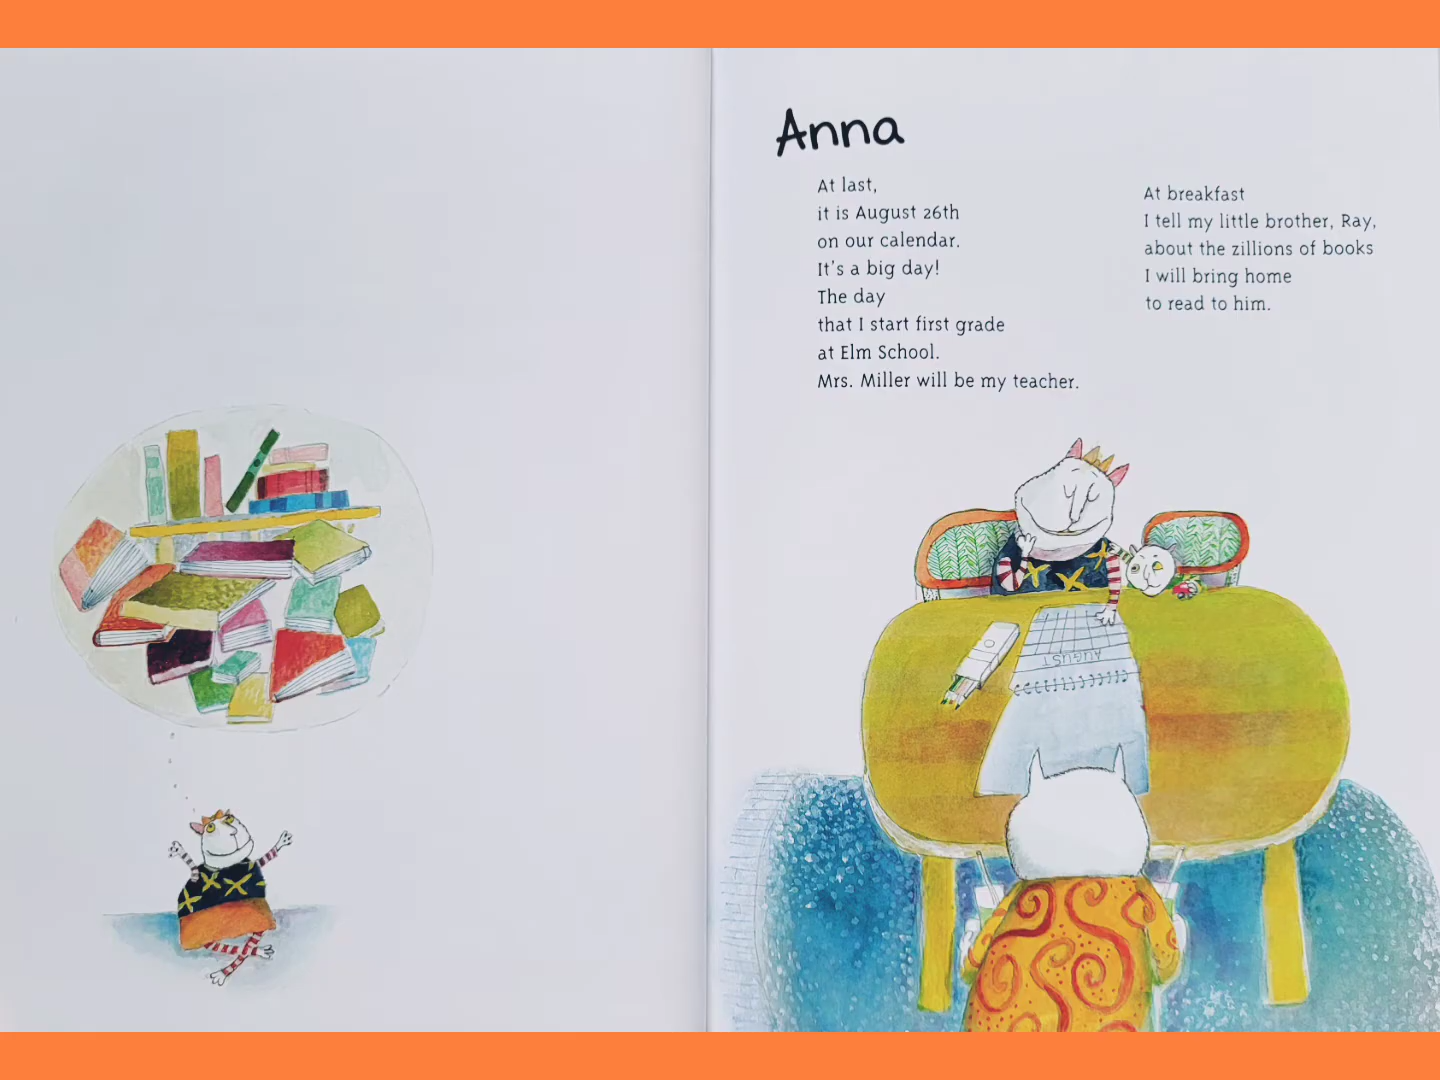 Anna
At last,
it is August 26th
on our calendar.
It's a big day!
The day
that I start first grade
at Elm School.
Mrs. Miller will be my teacher.
At breakfast
I tell my little brother, Ray,
about the zillions of books
I will bring home
to read to him.
AUGUST